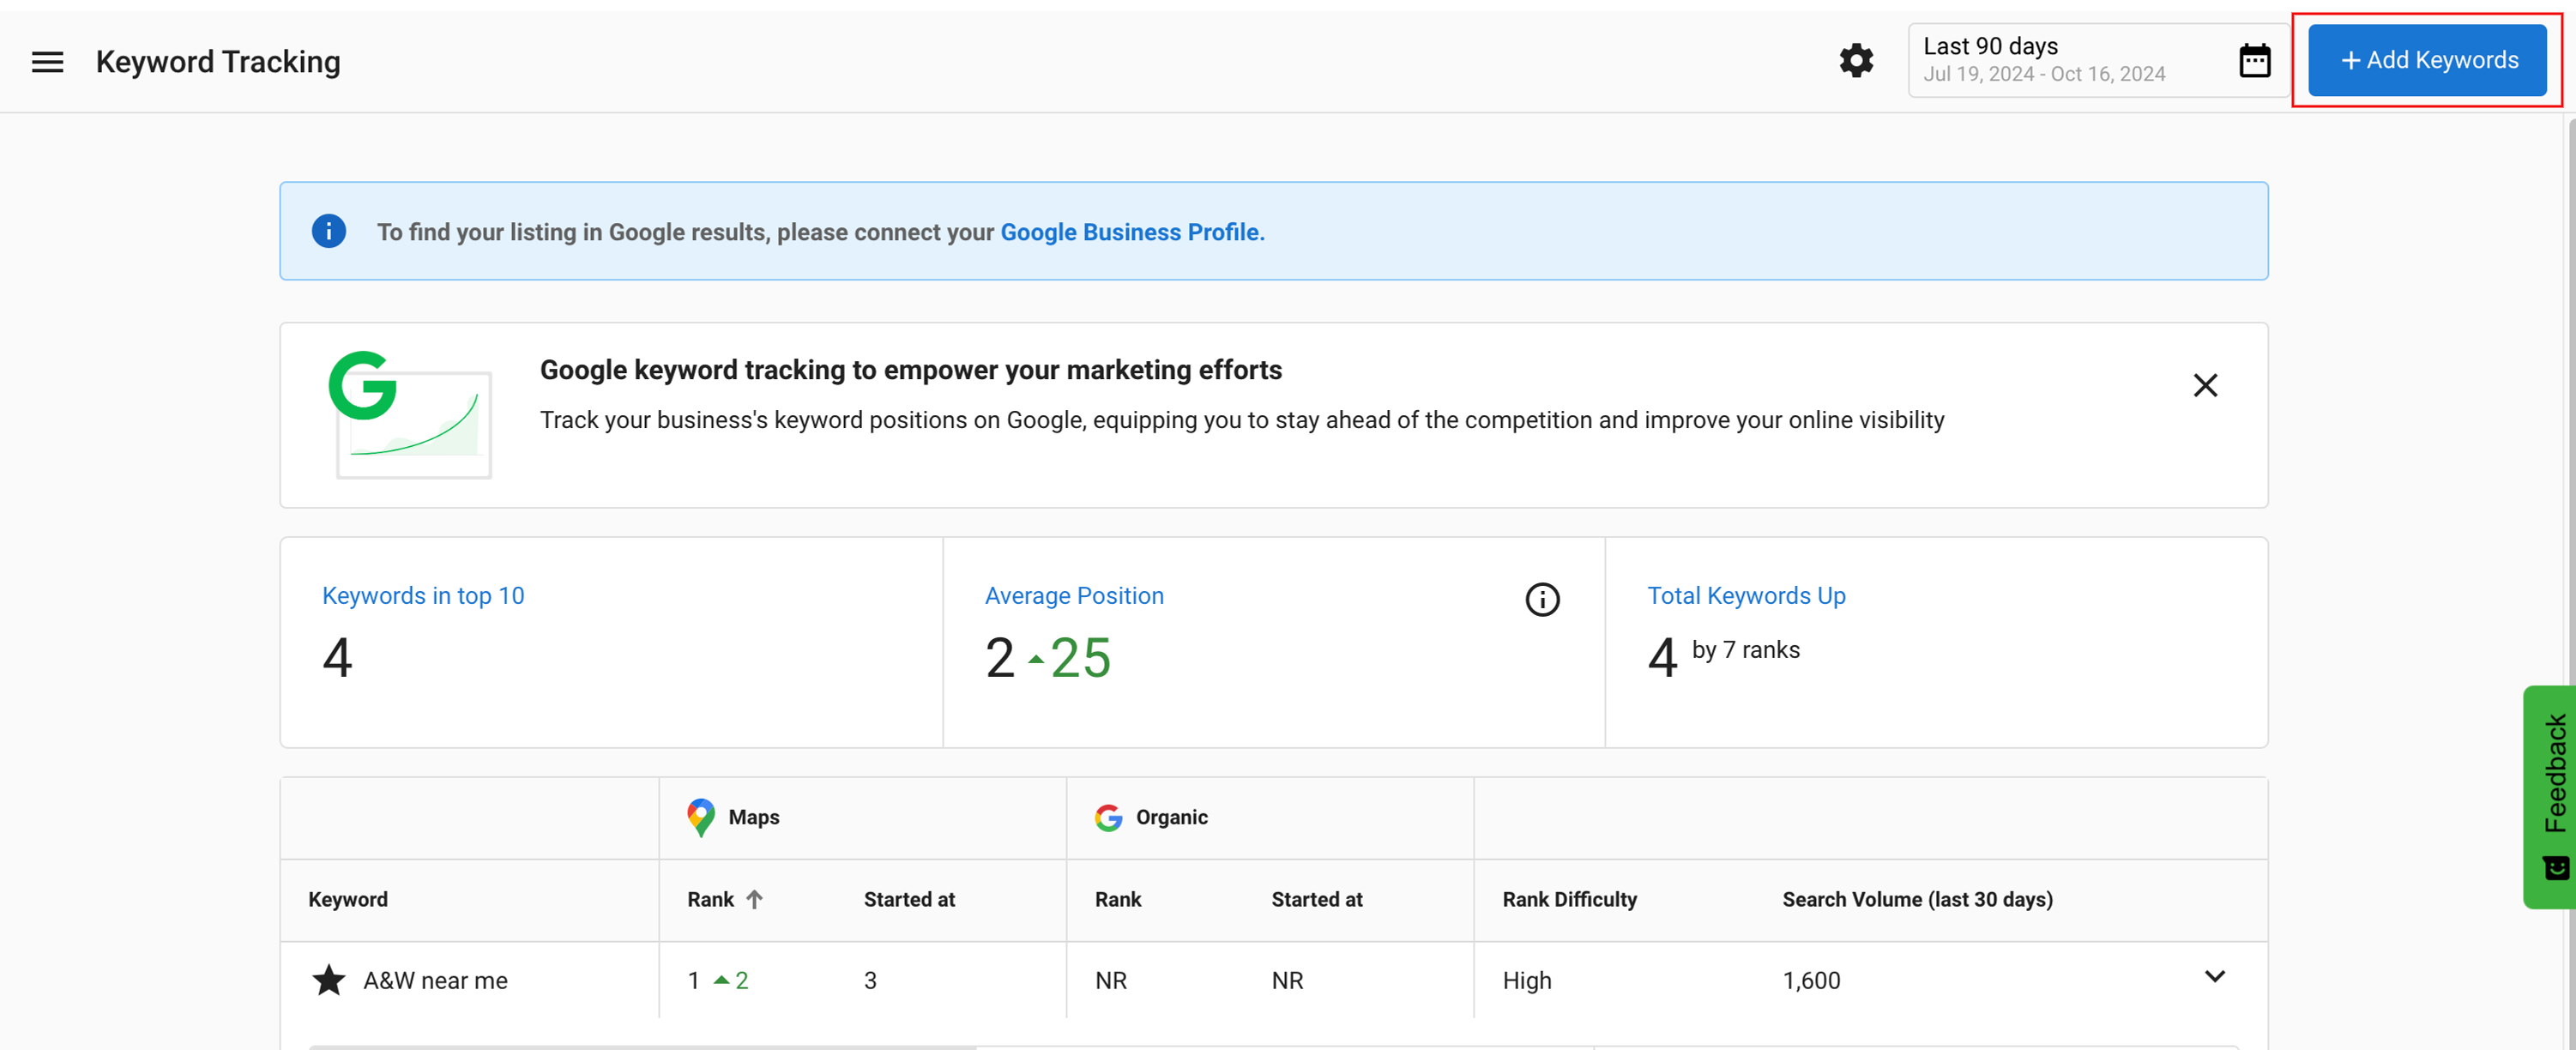 Keyword Tracking
Last 90 days
Jul 19, 2024 - Oct 16, 2024
+ Add Keywords
To find your listing in Google results, please connect your Google Business Profile.
Google keyword tracking to empower your marketing efforts
Track your business's keyword positions on Google, equipping you to stay ahead of the competition and improve your online visibility
Keywords in top 10
4
Average Position
2 25
Total Keywords Up
4 by 7 ranks
Feedback
Maps Organic
Keyword Rank Started at Rank Started at Rank Difficulty Search Volume (last 30 days)
A&W near me 1 2 3 NR NR High 1,600